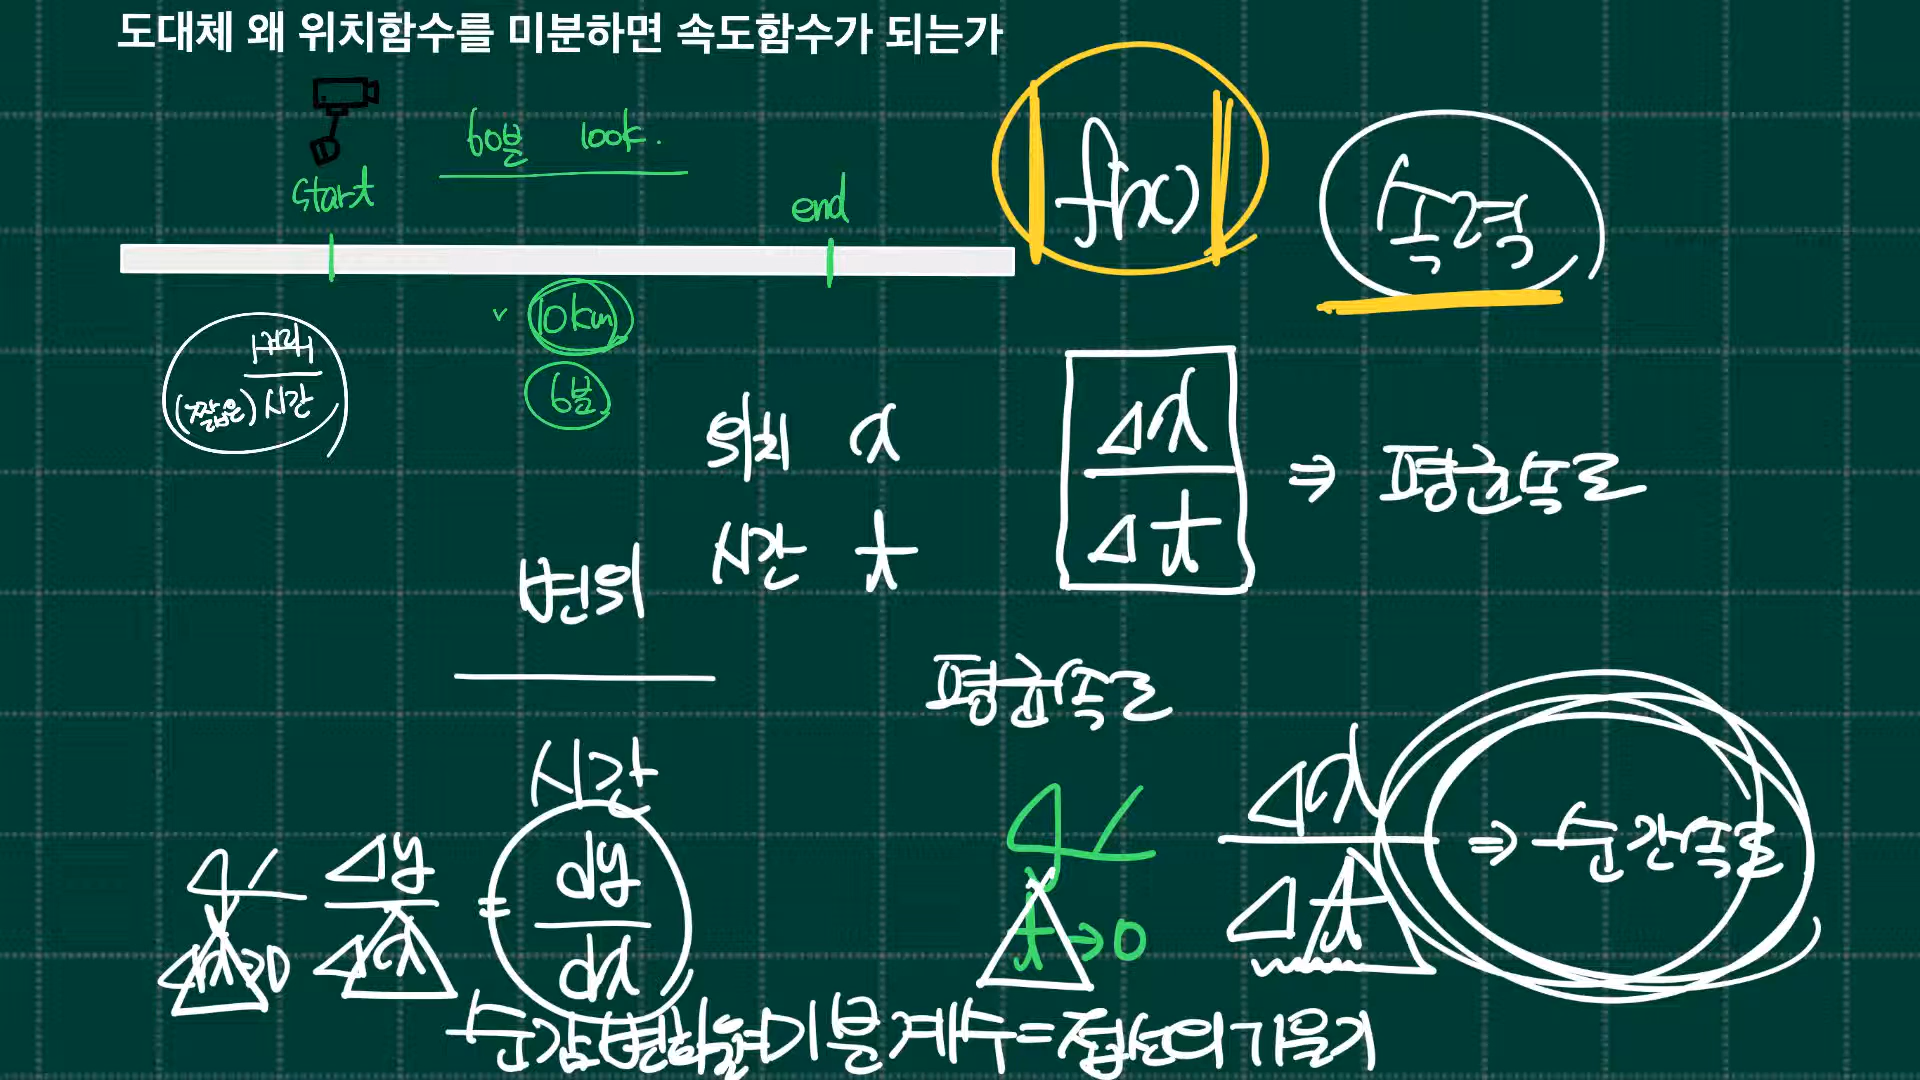 도대체 왜 위치함수를 미분하면 속도함수가 되는가
start
60분 100k.
end
f(x)
속력
10km
6분
거리
(짧은) 시간
위치 x
시간 t
Δx
Δt
⇒ 평균속도
변위
시간
평균속도
Δx
Δt
⇒ 순간속도
t→0
Δy
Δx
=
dy
dx
Δx→0
순간변화율 미분계수=접선의 기울기